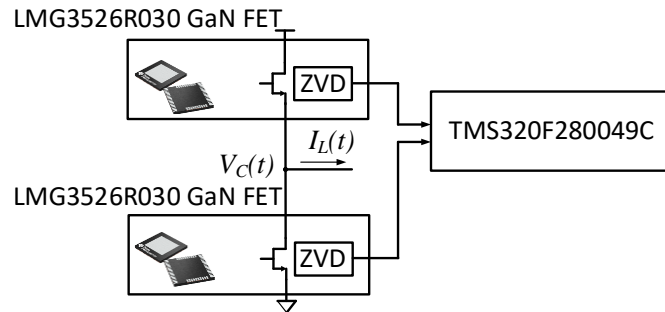 LMG3526R030 GaN FET
ZVD
TMS320F280049C
I_L(t)
V_C(t)
LMG3526R030 GaN FET
ZVD